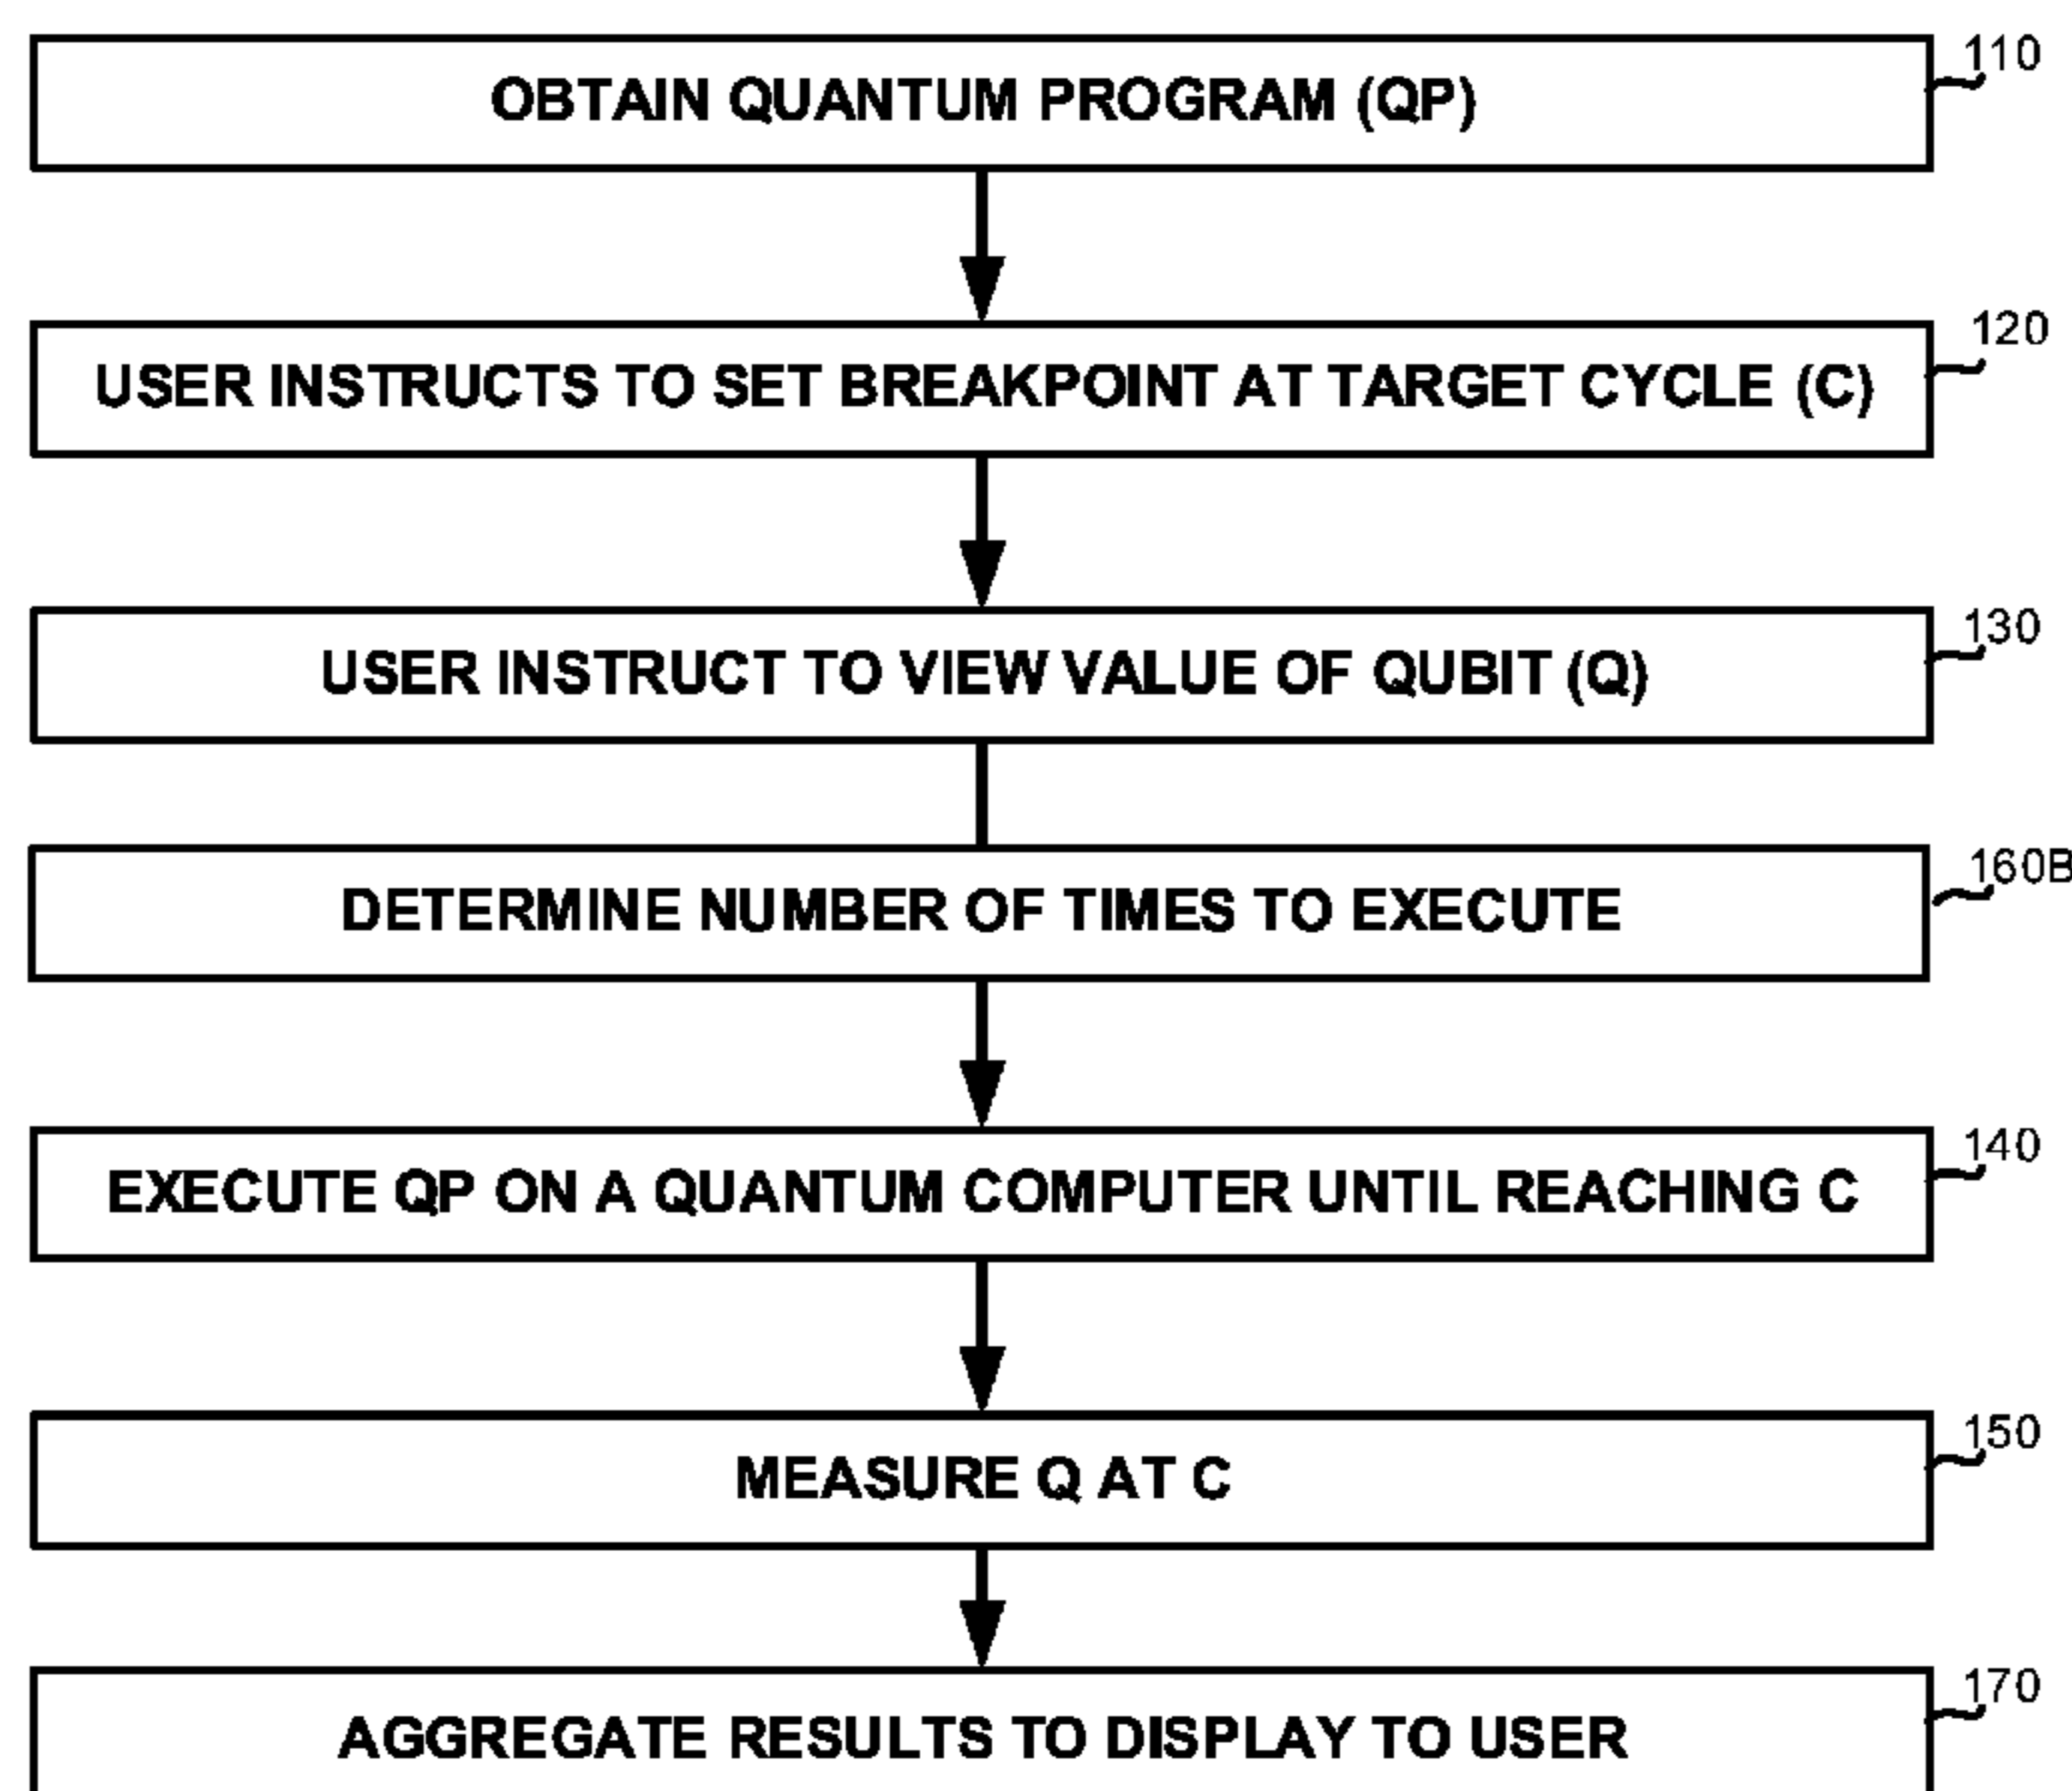 OBTAIN QUANTUM PROGRAM (QP)
110
USER INSTRUCTS TO SET BREAKPOINT AT TARGET CYCLE (C)
120
USER INSTRUCT TO VIEW VALUE OF QUBIT (Q)
130
DETERMINE NUMBER OF TIMES TO EXECUTE
160B
EXECUTE QP ON A QUANTUM COMPUTER UNTIL REACHING C
140
MEASURE Q AT C
150
AGGREGATE RESULTS TO DISPLAY TO USER
170